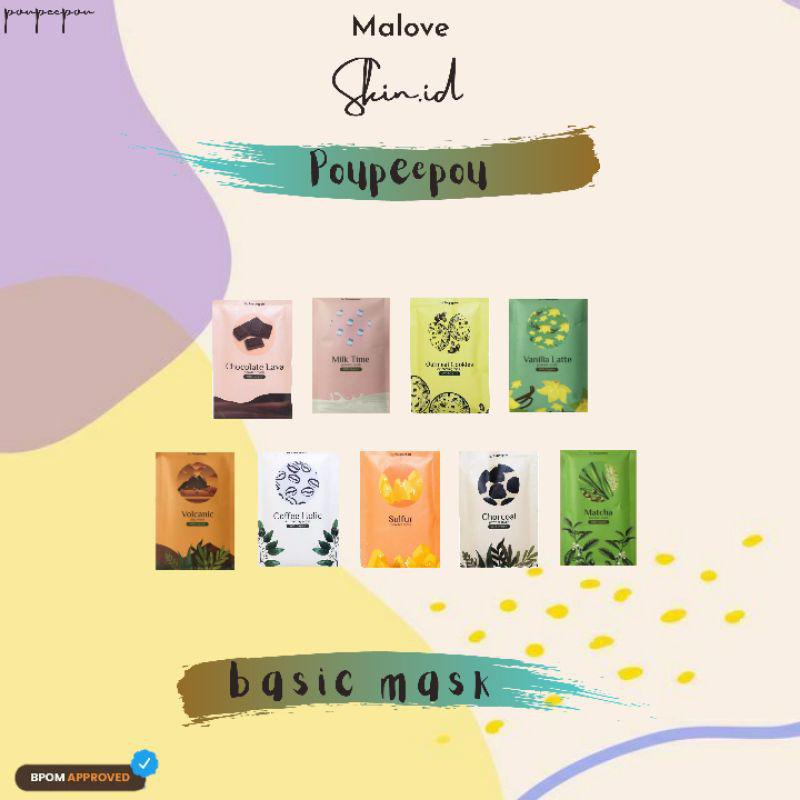 poupeepou
Malove
Skin.id
Poupeepou
Chocolate Lava
Milk Time
Oatmeal Cookies
Vanilla Latte
Volcanic
Coffee Holic
Sulfur
Charcoal
Matcha
basic mask
BPOM APPROVED